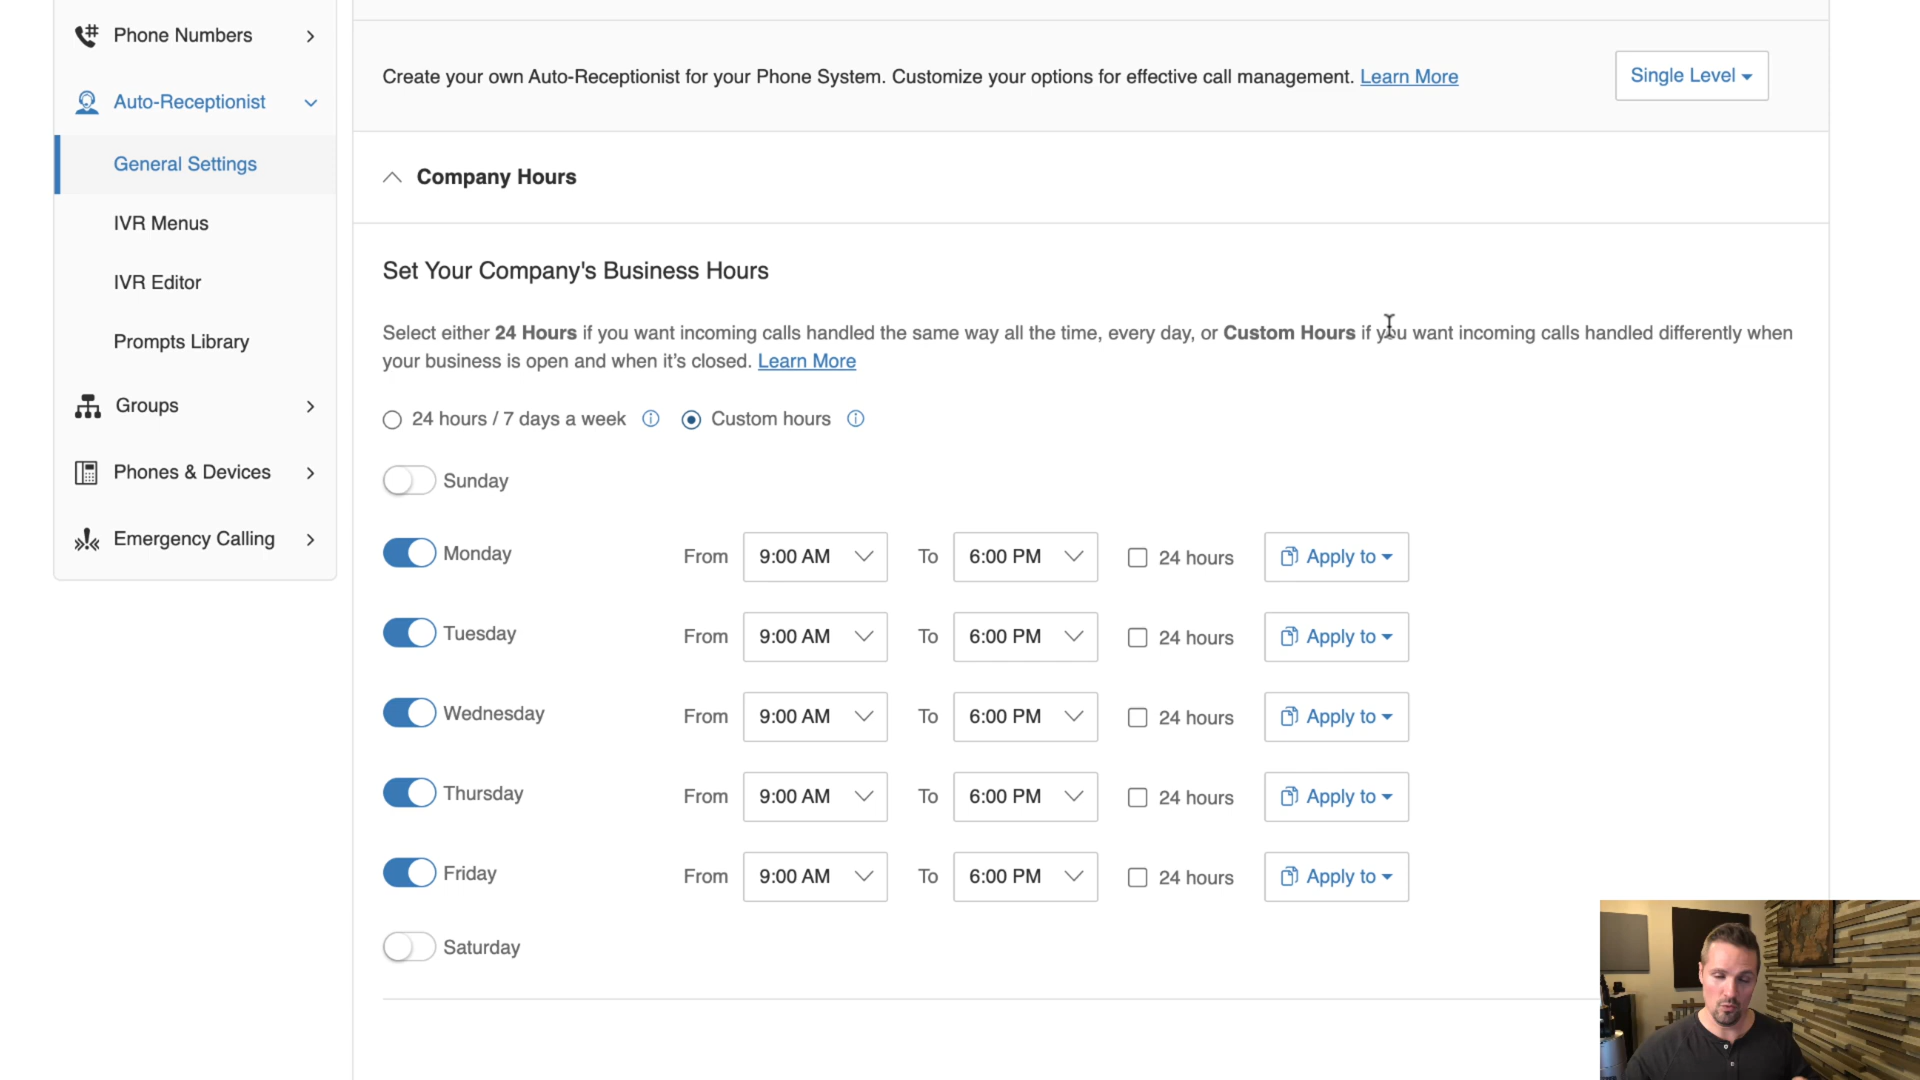 Phone Numbers
Auto-Receptionist
General Settings
IVR Menus
IVR Editor
Prompts Library
Groups
Phones & Devices
Emergency Calling
Create your own Auto-Receptionist for your Phone System. Customize your options for effective call management. Learn More
Single Level
Company Hours
Set Your Company's Business Hours
Select either 24 Hours if you want incoming calls handled the same way all the time, every day, or Custom Hours if you want incoming calls handled differently when
your business is open and when it's closed. Learn More
24 hours / 7 days a week Custom hours
Sunday
Monday From 9:00 AM To 6:00 PM 24 hours Apply to
Tuesday From 9:00 AM To 6:00 PM 24 hours Apply to
Wednesday From 9:00 AM To 6:00 PM 24 hours Apply to
Thursday From 9:00 AM To 6:00 PM 24 hours Apply to
Friday From 9:00 AM To 6:00 PM 24 hours Apply to
Saturday